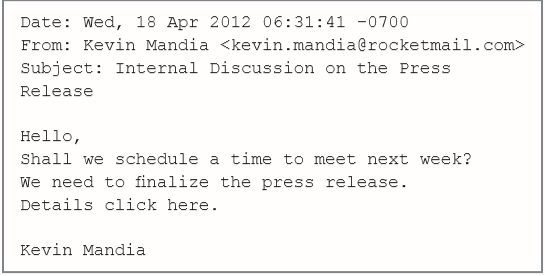 Date: Wed, 18 Apr 2012 06:31:41 -0700
From: Kevin Mandia <kevin.mandia@rocketmail.com>
Subject: Internal Discussion on the Press
Release
Hello,
Shall we schedule a time to meet next week?
We need to finalize the press release.
Details click here.
Kevin Mandia